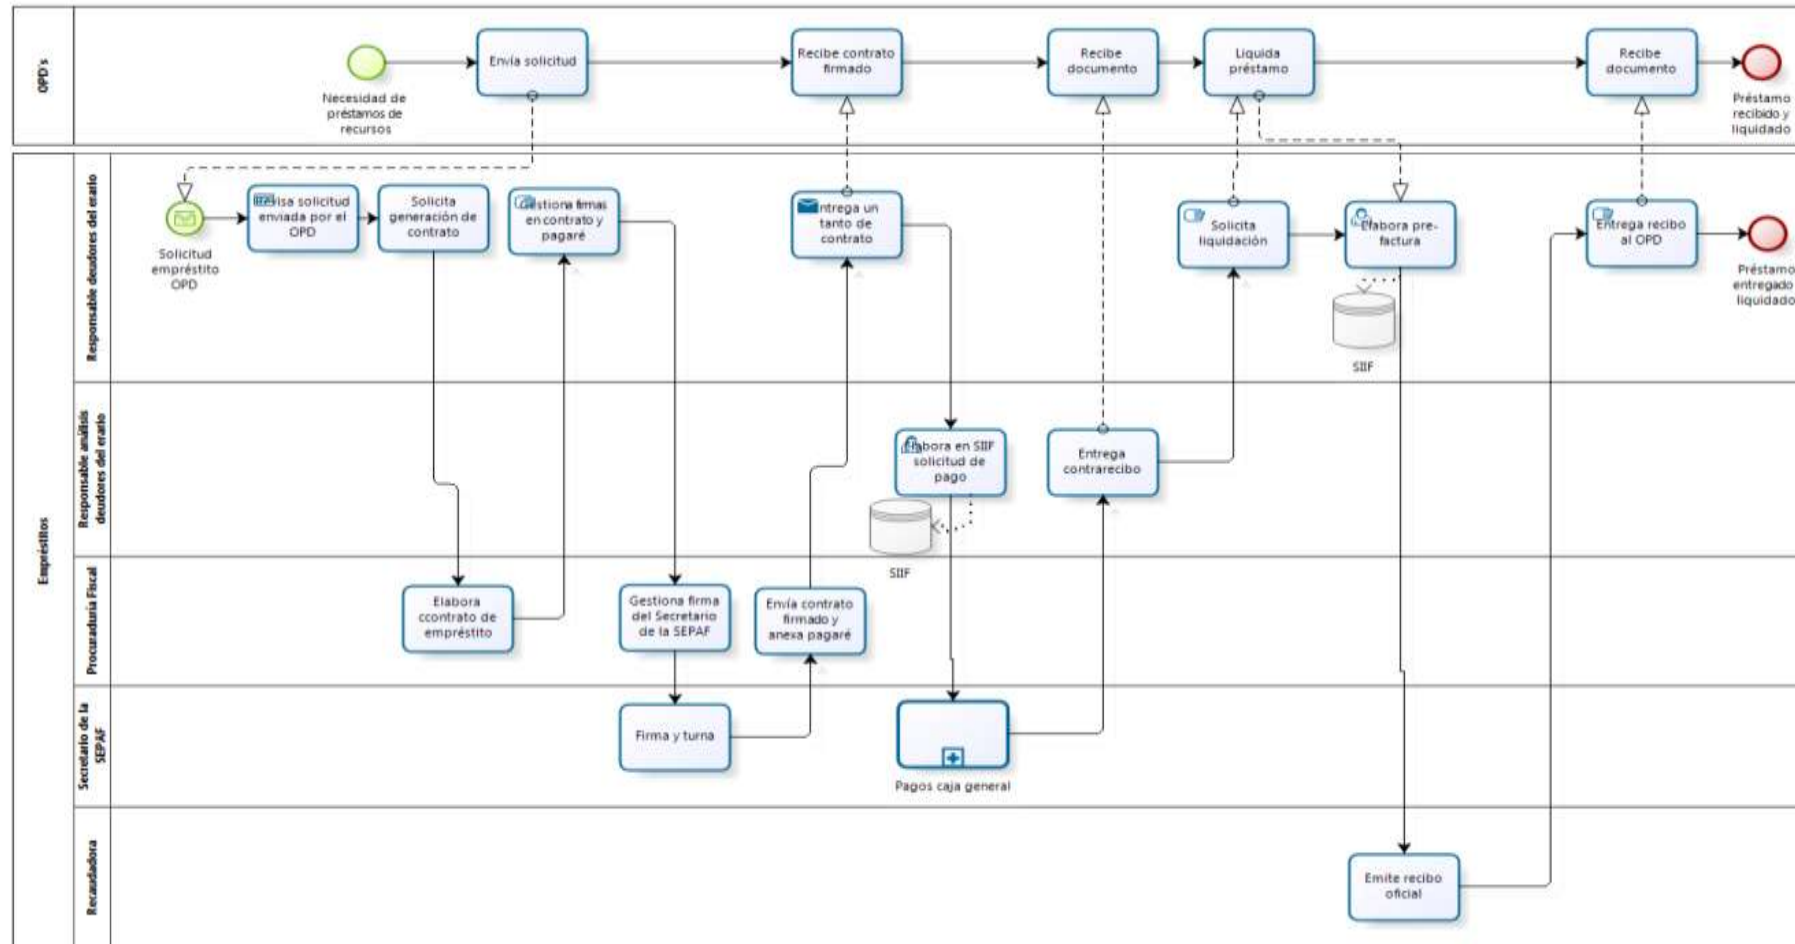 OPD's
Envía solicitud
Recibe contrato
firmado
Recibe
documento
Liquida
préstamo
Recibe
documento
Necesidad de
préstamos de
recursos
Préstamo
recibido y
liquidado
Empréstitos
Responsable deudores del erario
Solicitud
empréstito
OPD
solicitud
enviada por el
OPD
Solicita
generación de
contrato
Gestiona firmas
en contrato y
pagaré
ntrega un
tanto de
contrato
Solicita
liquidación
Elabora pre-
factura
SIIF
Entrega recibo
al OPD
Préstamo
entregado
liquidado
Responsable análisis
deudores del erario
Elabora en SIIF
solicitud de
pago
SIIF
Entrega
contrarecibo
Procuraduría Fiscal
Elabora
ccontrato de
empréstito
Gestiona firma
del Secretario
de la SEPAF
Envía contrato
firmado y
anexa pagaré
Secretario de la
SEPAF
Firma y turna
Pagos caja general
Recaudadora
Emite recibo
oficial